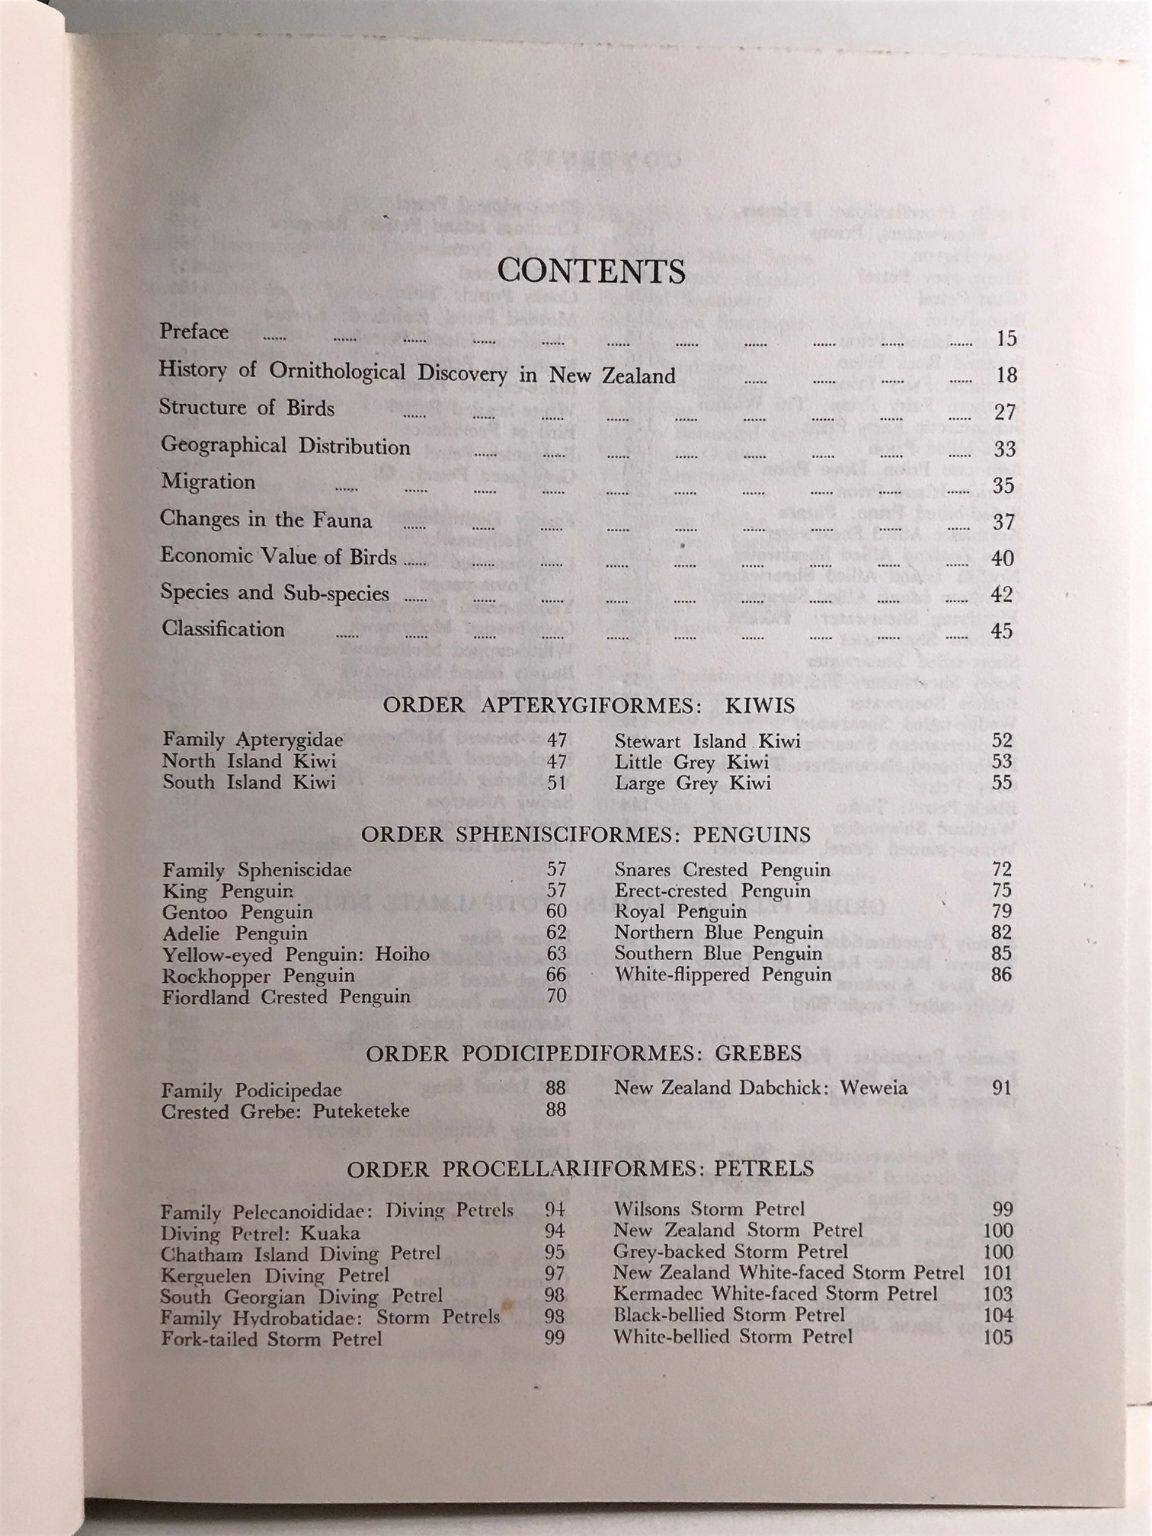 CONTENTS
Preface ...... ...... ...... ...... ...... ...... ...... ...... ...... ...... ...... 15
History of Ornithological Discovery in New Zealand ...... ...... ...... ...... 18
Structure of Birds ...... ...... ...... ...... ...... ...... ...... ...... ...... 27
Geographical Distribution ...... ...... ...... ...... ...... ...... ...... ...... 33
Migration ...... ...... ...... ...... ...... ...... ...... ...... ...... ...... 35
Changes in the Fauna ...... ...... ...... ...... ...... ...... ...... ...... ...... 37
Economic Value of Birds ...... ...... ...... ...... ...... ...... ...... ...... ...... 40
Species and Sub-species ...... ...... ...... ...... ...... ...... ...... ...... ...... 42
Classification ...... ...... ...... ...... ...... ...... ...... ...... ...... ...... 45
ORDER APTERYGIFORMES: KIWIS
Family Apterygidae 47
North Island Kiwi 47
South Island Kiwi 51
Stewart Island Kiwi 52
Little Grey Kiwi 53
Large Grey Kiwi 55
ORDER SPHENISCIFORMES: PENGUINS
Family Spheniscidae 57
King Penguin 57
Gentoo Penguin 60
Adelie Penguin 62
Yellow-eyed Penguin: Hoiho 63
Rockhopper Penguin 66
Fiordland Crested Penguin 70
Snares Crested Penguin 72
Erect-crested Penguin 75
Royal Penguin 79
Northern Blue Penguin 82
Southern Blue Penguin 85
White-flippered Penguin 86
ORDER PODICIPEDIFORMES: GREBES
Family Podicipedae 88
Crested Grebe: Puteketeke 88
New Zealand Dabchick: Weweia 91
ORDER PROCELLARIIFORMES: PETRELS
Family Pelecanoididae: Diving Petrels 94
Diving Petrel: Kuaka 94
Chatham Island Diving Petrel 95
Kerguelen Diving Petrel 97
South Georgian Diving Petrel 98
Family Hydrobatidae: Storm Petrels 98
Fork-tailed Storm Petrel 99
Wilsons Storm Petrel 99
New Zealand Storm Petrel 100
Grey-backed Storm Petrel 100
New Zealand White-faced Storm Petrel 101
Kermadec White-faced Storm Petrel 103
Black-bellied Storm Petrel 104
White-bellied Storm Petrel 105